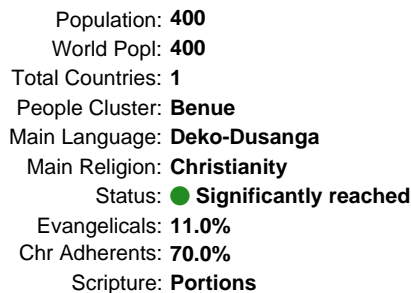 Population: 400
World Popl: 400
Total Countries: 1
People Cluster: Benue
Main Language: Deko-Dusanga
Main Religion: Christianity
Status: Significantly reached
Evangelicals: 11.0%
Chr Adherents: 70.0%
Scripture: Portions